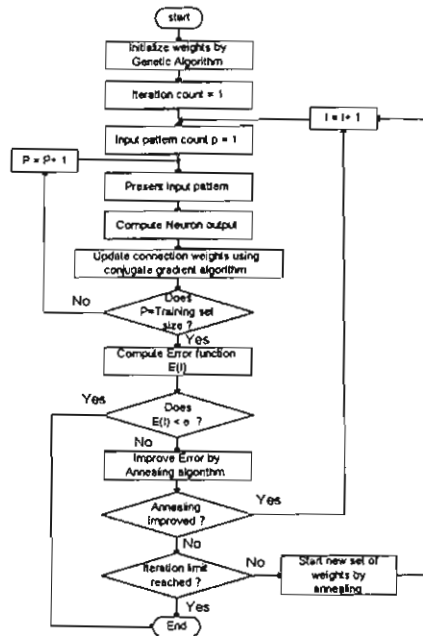 start
Initialize weights by
Genetic Algorithm
Iteration count = 1
I = I+ 1
Input pattern count p = 1
P = P+ 1
Present Input pattern
Compute Neuron output
Update connection weights using
conjugate gradient algorithm
No
Does
P=Training set
size ?
Yes
Compute Error function
E(I)
Yes
Does
E(I) < e ?
No
Improve Error by
Annealing algorithm
Annealing
improved ?
Yes
No
Iteration limit
reached ?
No
Start new set of
weights by
annealing
Yes
End